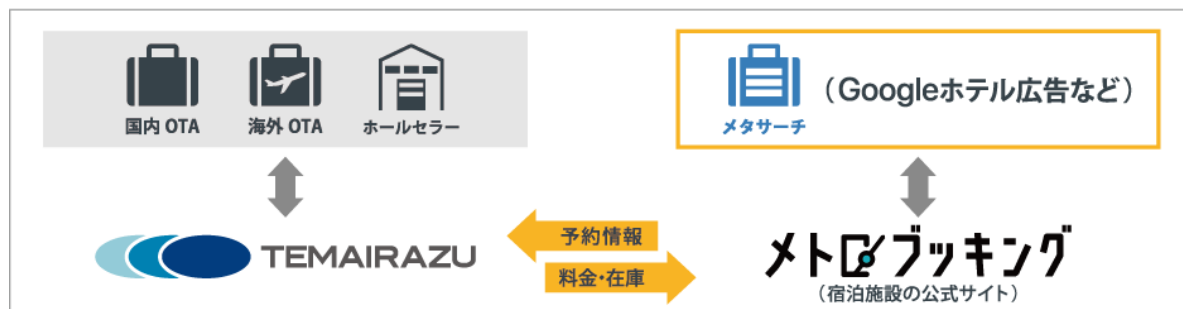 国内 OTA
海外 OTA
ホールセラー
メタサーチ
（Googleホテル広告など）
TEMAIRAZU
予約情報
料金・在庫
メトロブッキング
（宿泊施設の公式サイト）